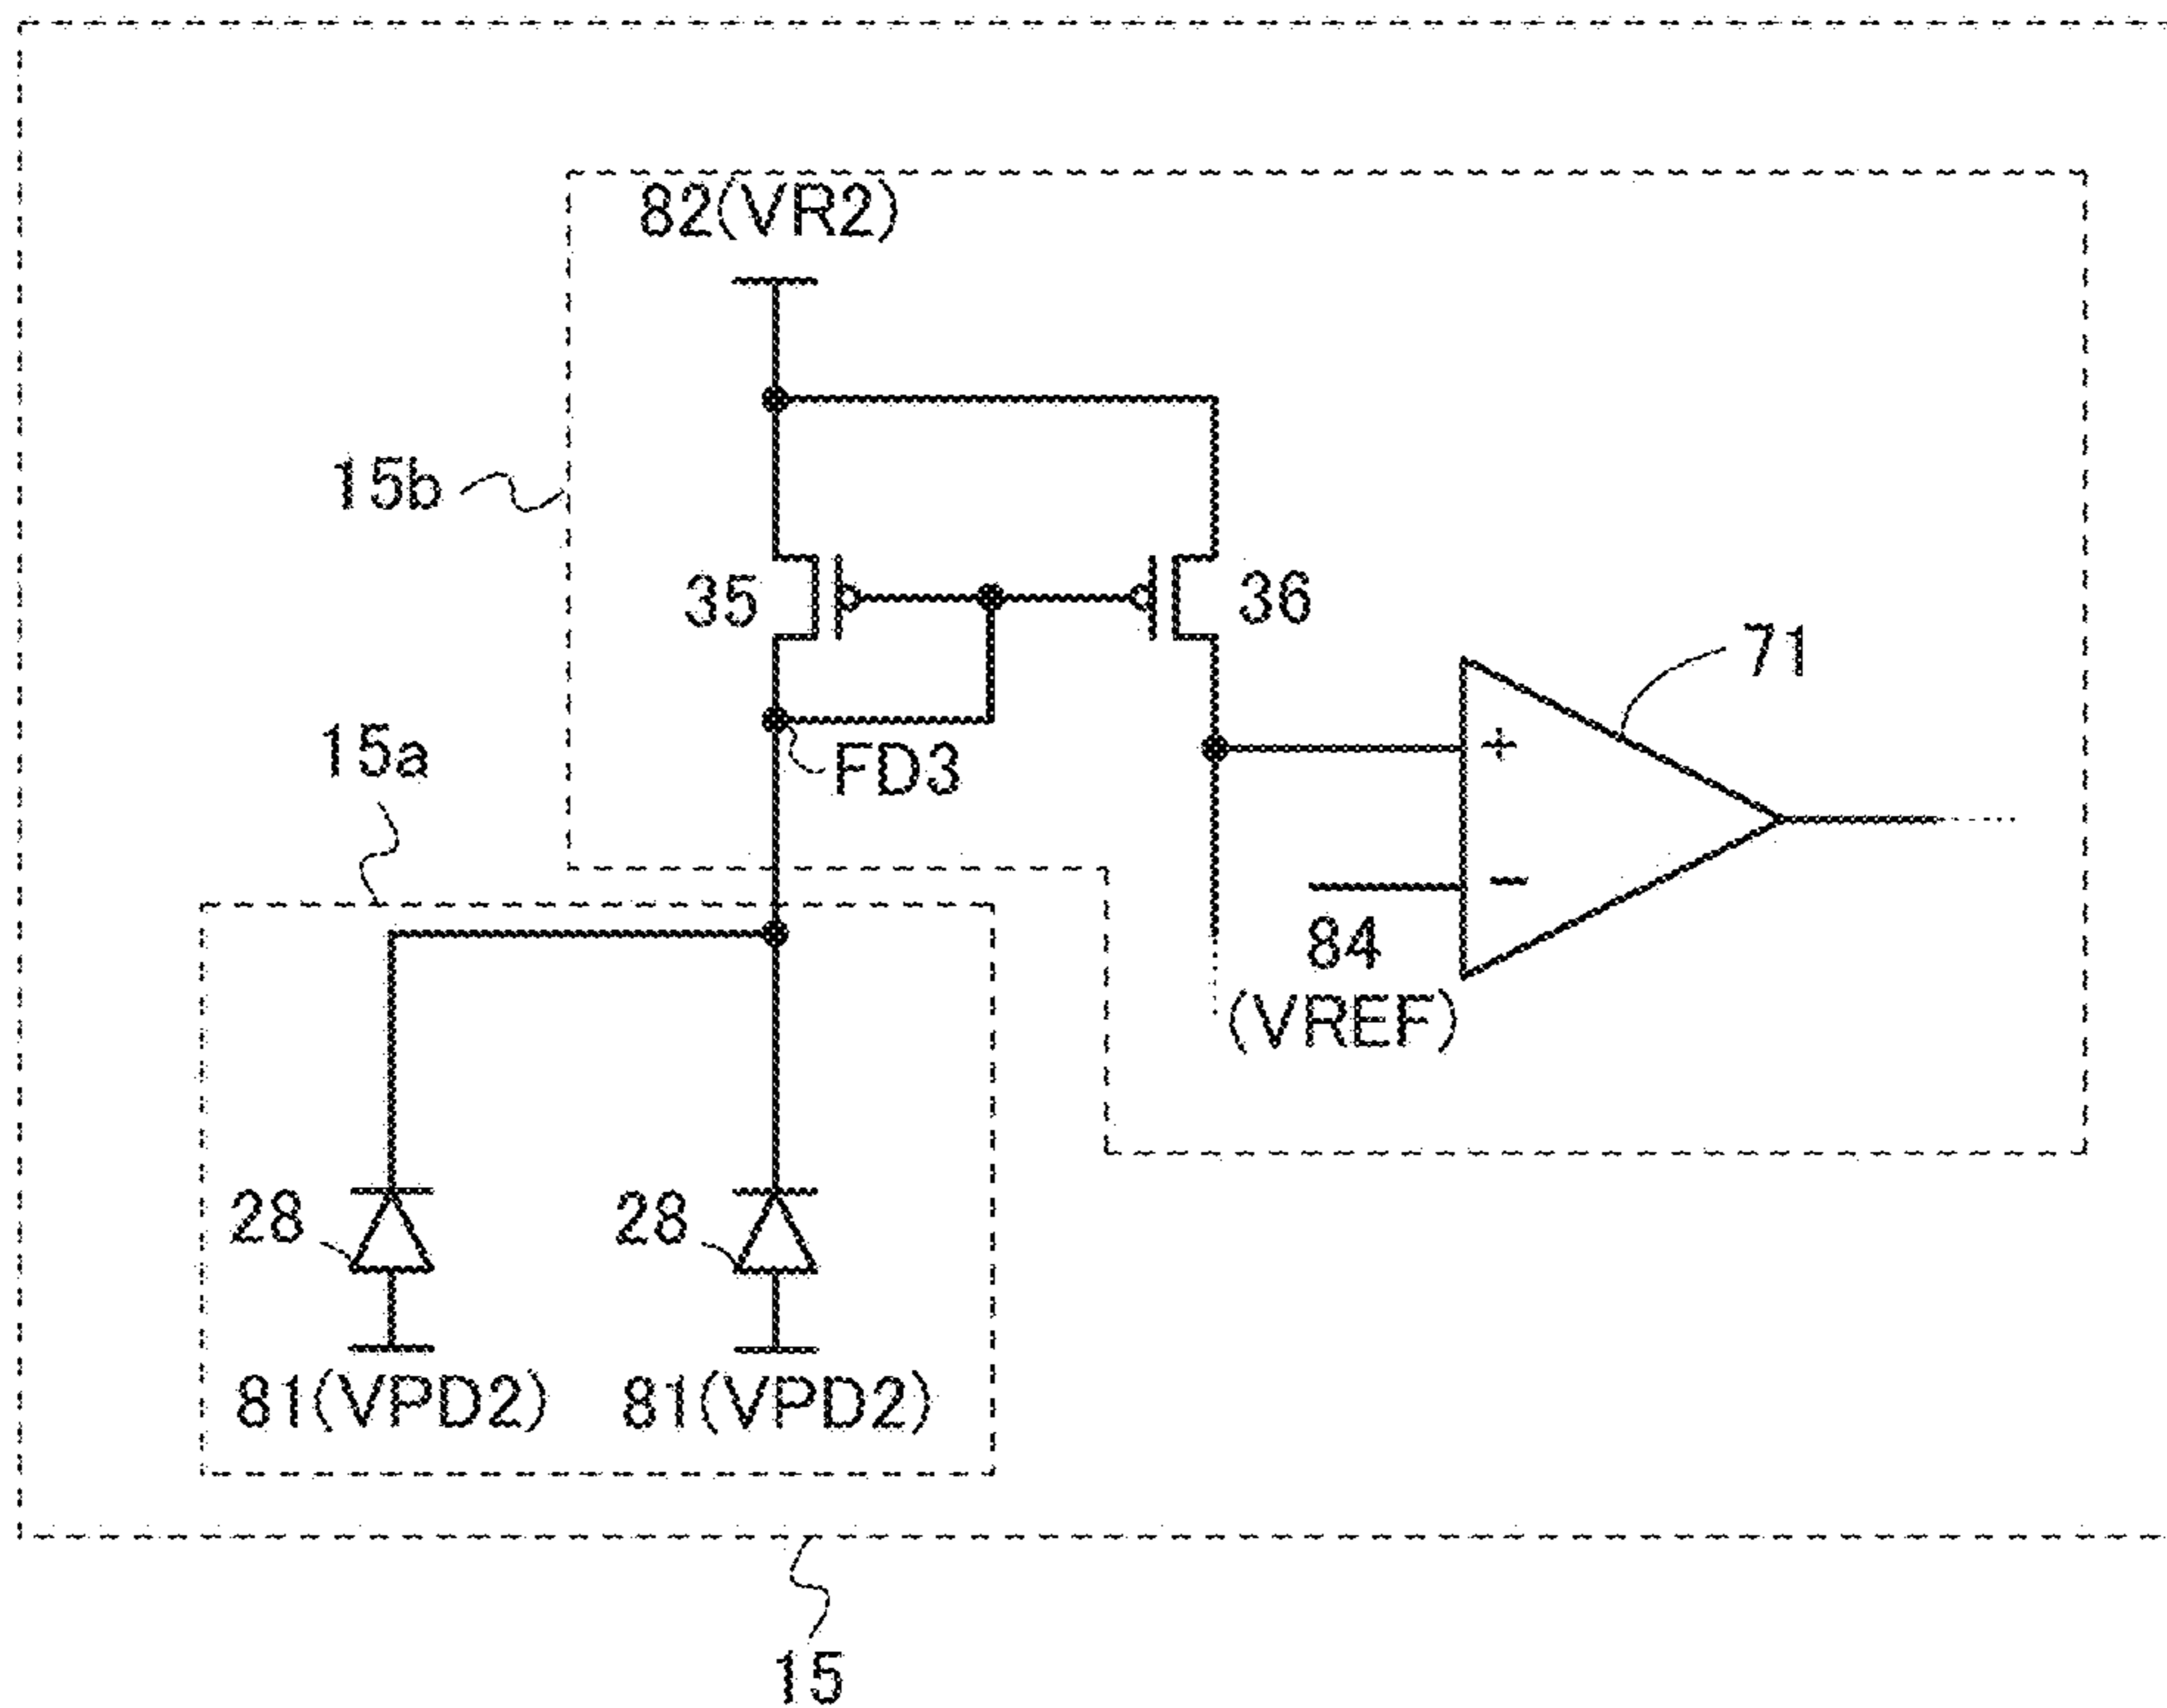 82(VR2)
15b
35
36
71
FD3
15a
+
−
84
(VREF)
28
28
81(VPD2)
81(VPD2)
15